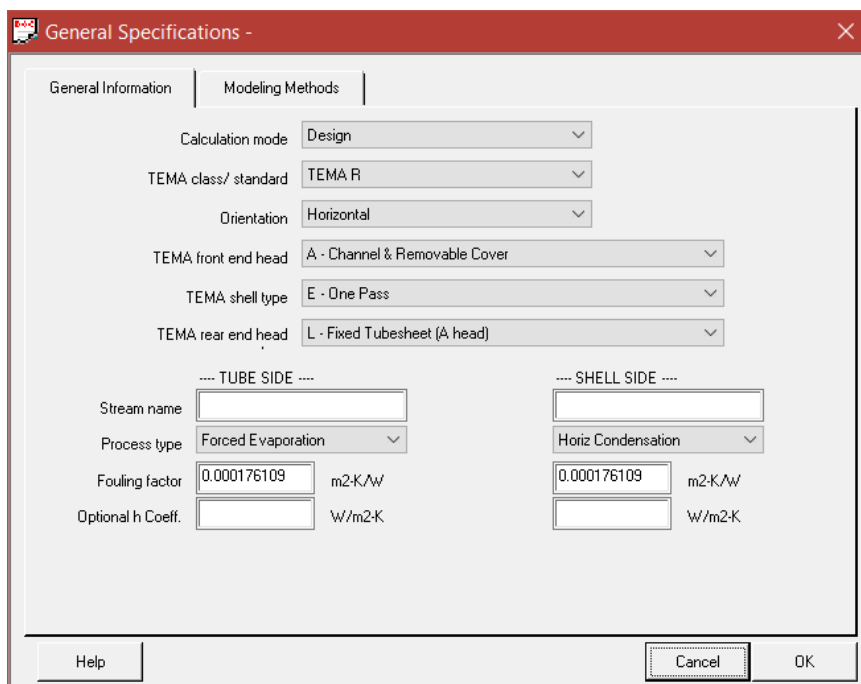 General Specifications -
General Information Modeling Methods
Calculation mode Design
TEMA class/ standard TEMA R
Orientation Horizontal
TEMA front end head A - Channel & Removable Cover
TEMA shell type E - One Pass
TEMA rear end head L - Fixed Tubesheet (A head)
---- TUBE SIDE ---- ---- SHELL SIDE ----
Stream name
Process type Forced Evaporation Horiz Condensation
Fouling factor 0.000176109 m2-K/W 0.000176109 m2-K/W
Optional h Coeff. W/m2-K W/m2-K
Help Cancel OK